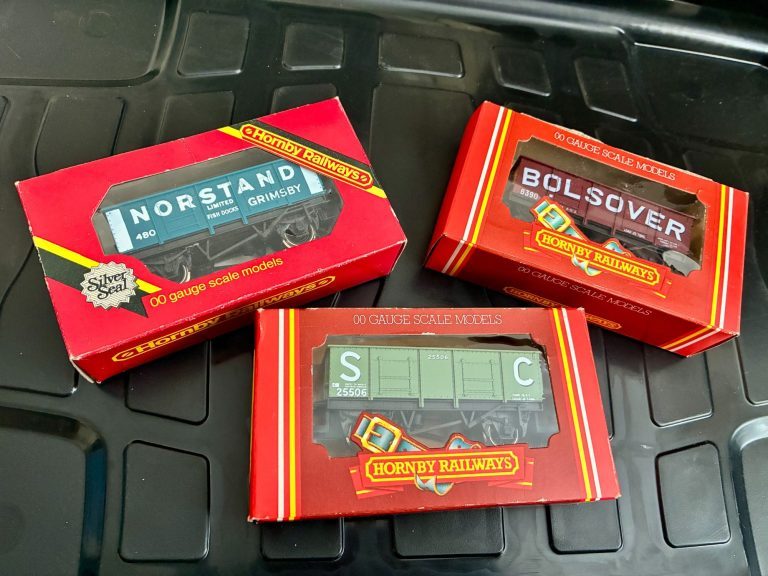 Hornby Railways
NORSTAND
LIMITED
FISH DOCKS
GRIMSBY
480
Silver
Seal
00 gauge scale models
Hornby Railways
00 GAUGE SCALE MODELS
BOLSOVER
6390
HORNBY RAILWAYS
00 GAUGE SCALE MODELS
HORNBY RAILWAYS
00 GAUGE SCALE MODELS
S C
25506
25506
HORNBY RAILWAYS